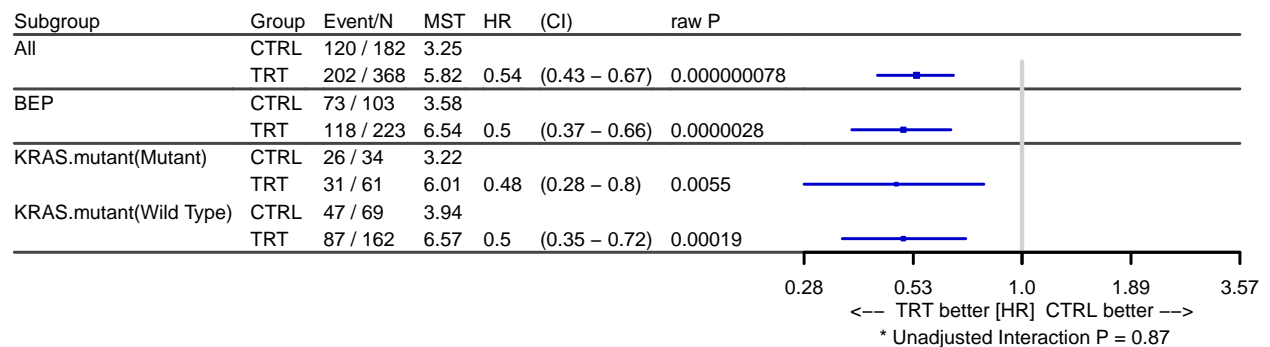 Subgroup Group Event/N MST HR (CI) raw P
All CTRL 120 / 182 3.25
TRT 202 / 368 5.82 0.54 (0.43 − 0.67) 0.000000078
BEP CTRL 73 / 103 3.58
TRT 118 / 223 6.54 0.5 (0.37 − 0.66) 0.0000028
KRAS.mutant(Mutant) CTRL 26 / 34 3.22
TRT 31 / 61 6.01 0.48 (0.28 − 0.8) 0.0055
KRAS.mutant(Wild Type) CTRL 47 / 69 3.94
TRT 87 / 162 6.57 0.5 (0.35 − 0.72) 0.00019
0.28 0.53 1.0 1.89 3.57
<−− TRT better [HR] CTRL better −−>
* Unadjusted Interaction P = 0.87